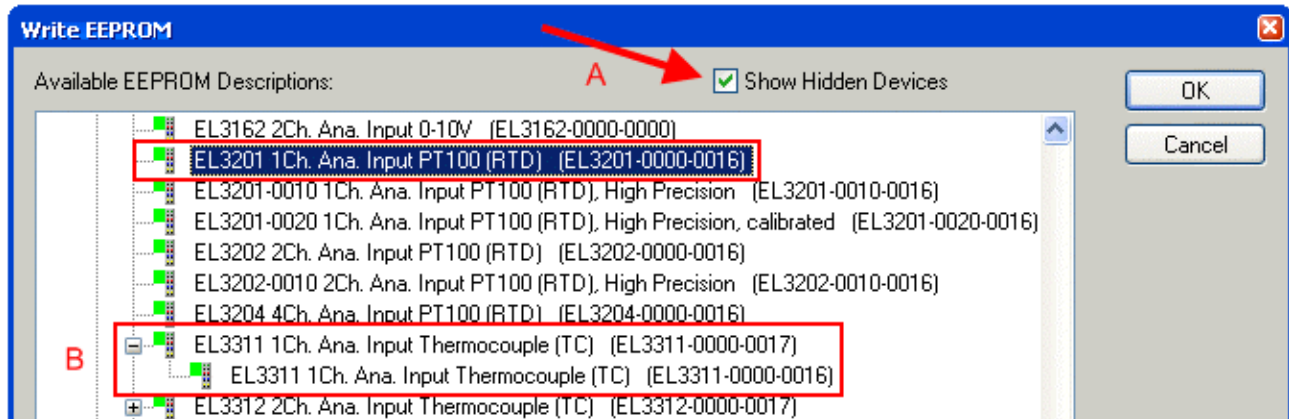 Write EEPROM
Available EEPROM Descriptions: A Show Hidden Devices
OK
EL3162 2Ch. Ana. Input 0-10V (EL3162-0000-0000)
Cancel
EL3201 1Ch. Ana. Input PT100 (RTD) (EL3201-0000-0016)
EL3201-0010 1Ch. Ana. Input PT100 (RTD), High Precision (EL3201-0010-0016)
EL3201-0020 1Ch. Ana. Input PT100 (RTD), High Precision, calibrated (EL3201-0020-0016)
EL3202 2Ch. Ana. Input PT100 (RTD) (EL3202-0000-0016)
EL3202-0010 2Ch. Ana. Input PT100 (RTD), High Precision (EL3202-0010-0016)
EL3204 4Ch. Ana. Input PT100 (RTD) (EL3204-0000-0016)
B
EL3311 1Ch. Ana. Input Thermocouple (TC) (EL3311-0000-0017)
EL3311 1Ch. Ana. Input Thermocouple (TC) (EL3311-0000-0016)
EL3312 2Ch. Ana. Input Thermocouple (TC) (EL3312-0000-0017)